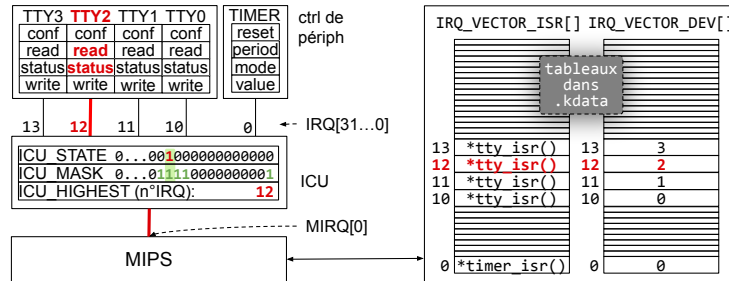 TTY3 TTY2 TTY1 TTY0 TIMER
conf conf conf conf reset
read read read read period
status status status status mode
write write write write value
ctrl de
périph
13 12 11 10 0
IRQ[31...0]
ICU_STATE 0...001000000000000
ICU_MASK 0...011110000000001
ICU_HIGHEST (n°IRQ): 12
ICU
MIRQ[0]
MIPS
IRQ_VECTOR_ISR[] IRQ_VECTOR_DEV[]
tableaux
dans
.kdata
13 *tty_isr() 13 3
12 *tty_isr() 12 2
11 *tty_isr() 11 1
10 *tty_isr() 10 0
0 *timer_isr() 0 0